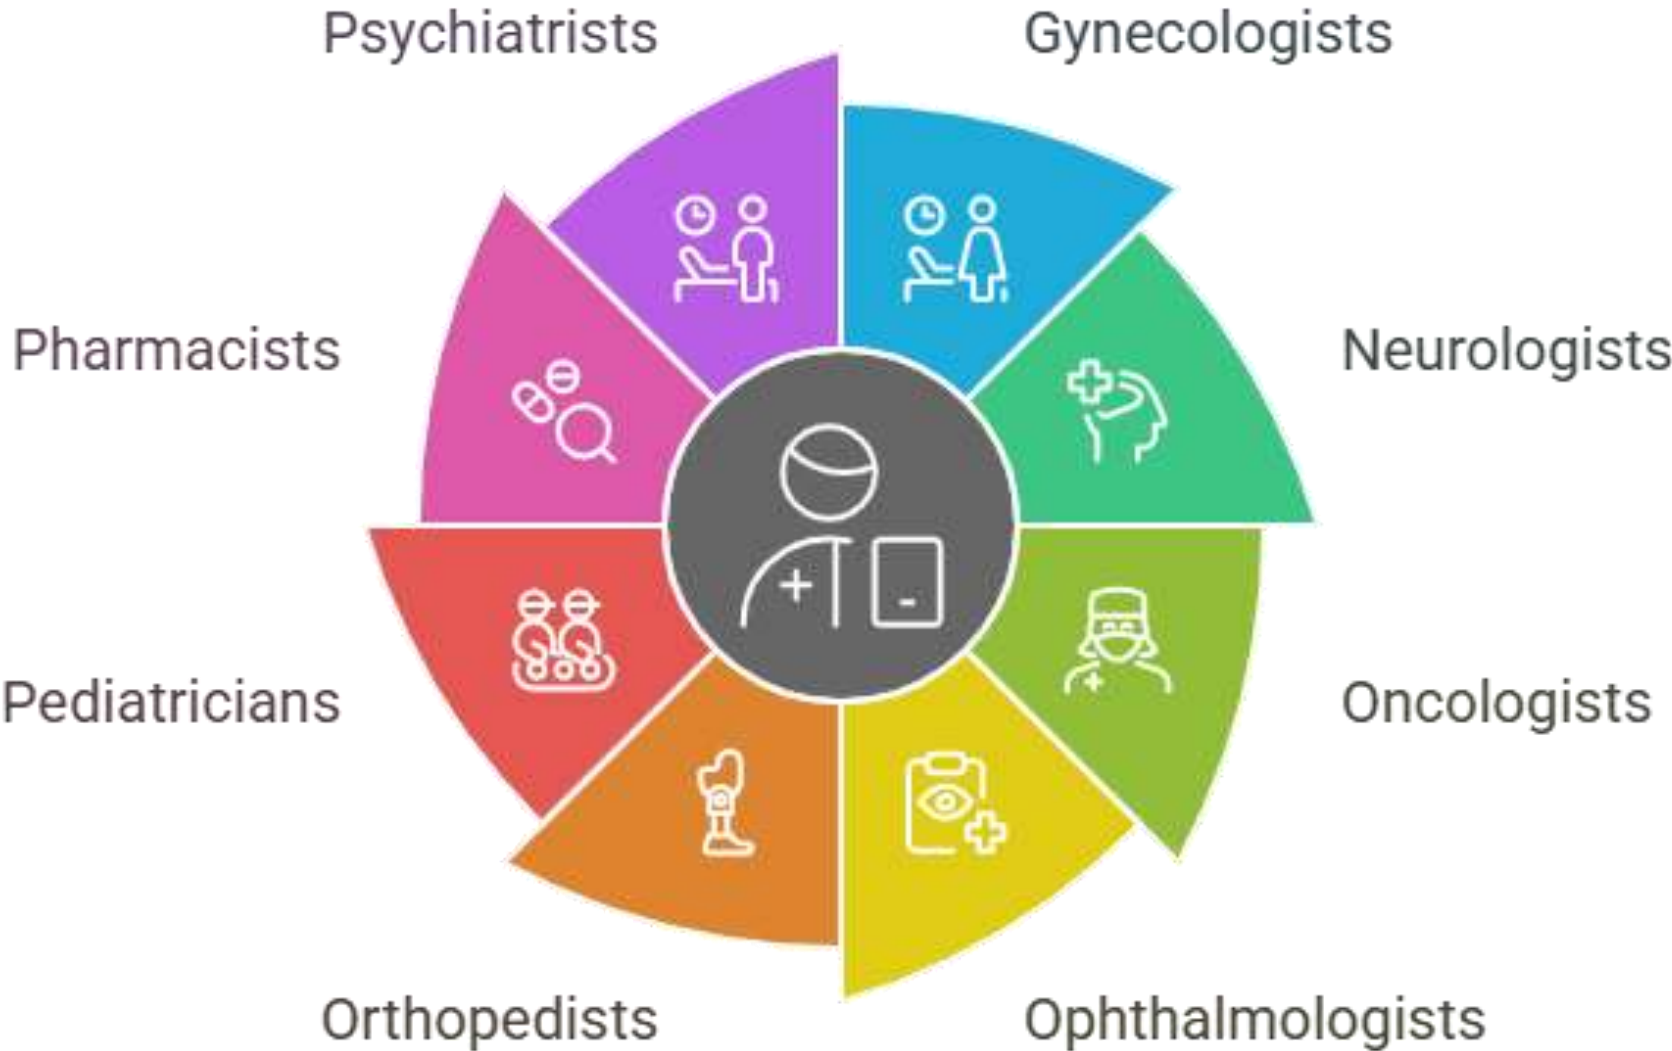 Psychiatrists
Gynecologists
Pharmacists
Neurologists
Pediatricians
Oncologists
Orthopedists
Ophthalmologists